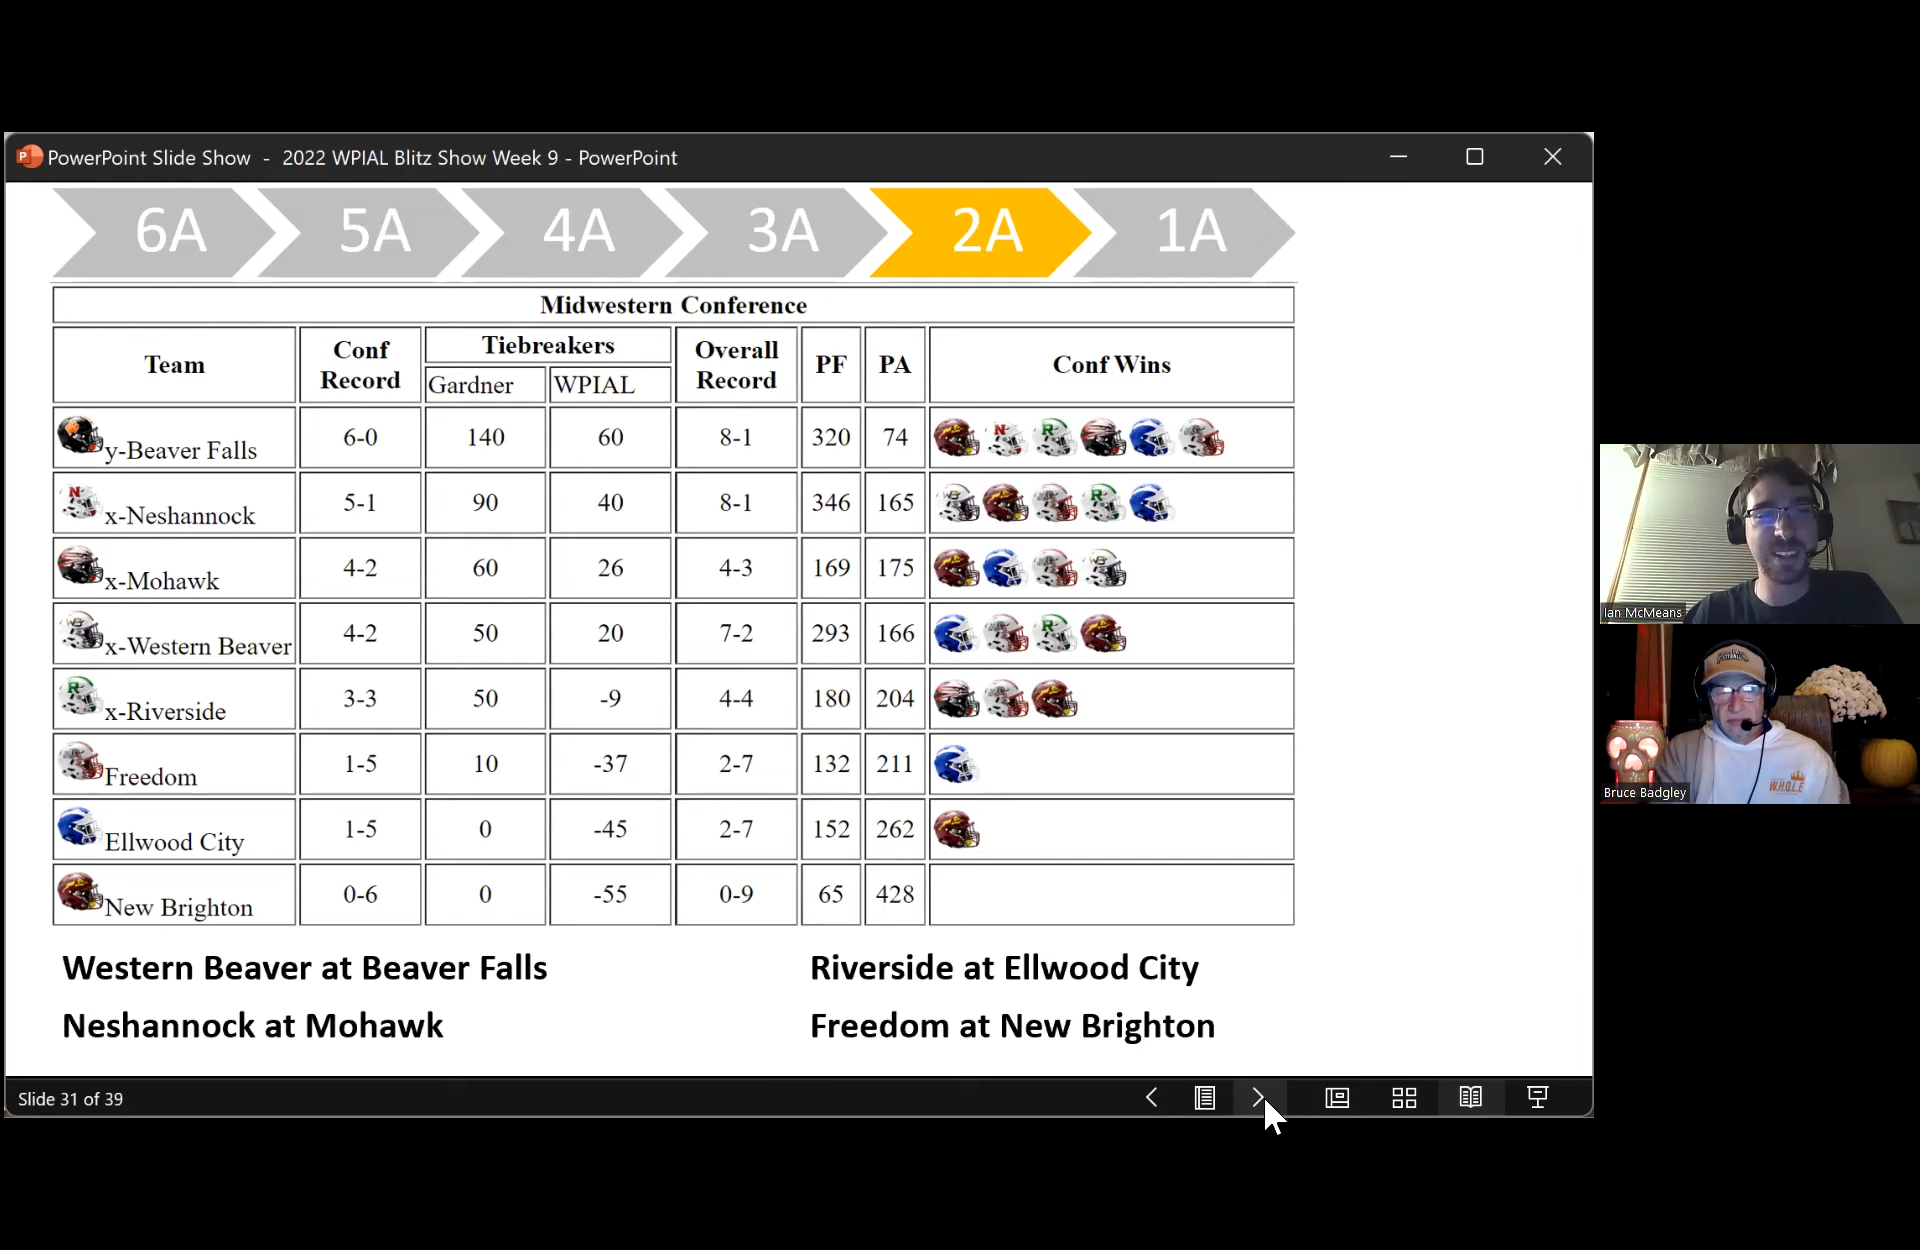 PowerPoint Slide Show - 2022 WPIAL Blitz Show Week 9 - PowerPoint
6A 5A 4A 3A 2A 1A
Midwestern Conference
Team Conf Record Tiebreakers Overall Record PF PA Conf Wins
Gardner WPIAL
y-Beaver Falls 6-0 140 60 8-1 320 74
x-Neshannock 5-1 90 40 8-1 346 165
x-Mohawk 4-2 60 26 4-3 169 175
x-Western Beaver 4-2 50 20 7-2 293 166
x-Riverside 3-3 50 -9 4-4 180 204
Freedom 1-5 10 -37 2-7 132 211
Ellwood City 1-5 0 -45 2-7 152 262
New Brighton 0-6 0 -55 0-9 65 428
Western Beaver at Beaver Falls
Riverside at Ellwood City
Neshannock at Mohawk
Freedom at New Brighton
Slide 31 of 39
Ian McMeans
W.H.O.L.E
Bruce Badgley